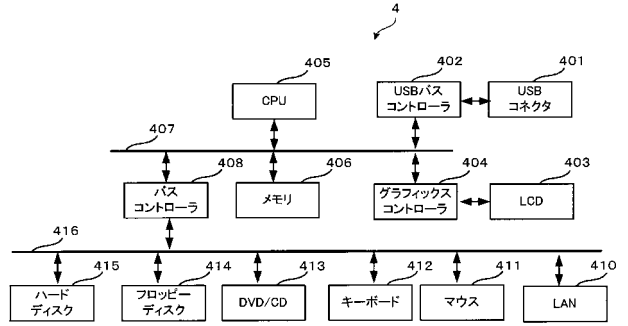 4
405
402
401
CPU
USBバス
コントローラ
USB
コネクタ
407
408
406
404
403
バス
コントローラ
メモリ
グラフィックス
コントローラ
LCD
416
415
414
413
412
411
410
ハード
ディスク
フロッピー
ディスク
DVD/CD
キーボード
マウス
LAN